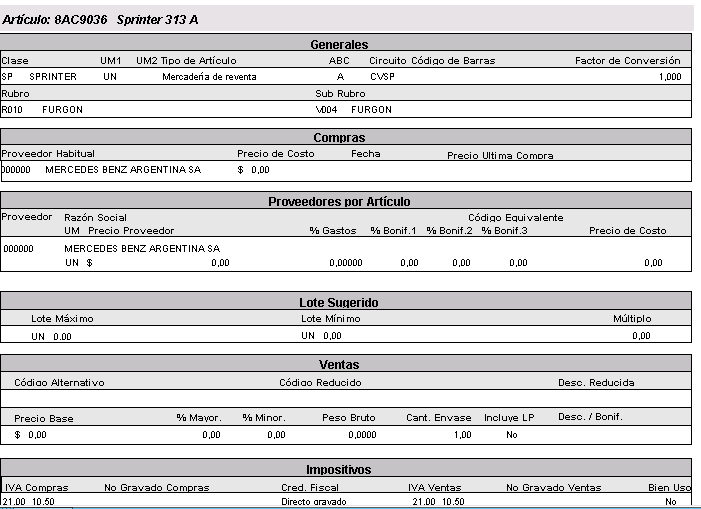 Artículo: 8AC9036 Sprinter 313 A
Generales
Clase UM1 UM2 Tipo de Artículo ABC Circuito Código de Barras Factor de Conversión
SP SPRINTER UN Mercadería de reventa A CVSP 1,000
Rubro Sub Rubro
R010 FURGON V004 FURGON
Compras
Proveedor Habitual Precio de Costo Fecha Precio Ultima Compra
000000 MERCEDES BENZ ARGENTINA SA $ 0,00
Proveedores por Artículo
Proveedor Razón Social Código Equivalente
UM Precio Proveedor % Gastos % Bonif.1 % Bonif.2 % Bonif.3 Precio de Costo
000000 MERCEDES BENZ ARGENTINA SA
UN $ 0,00 0,00000 0,00 0,00 0,00 0,00
Lote Sugerido
Lote Máximo Lote Mínimo Múltiplo
UN 0.00 UN 0,00 0,00
Ventas
Código Alternativo Código Reducido Desc. Reducida
Precio Base % Mayor. % Minor. Peso Bruto Cant. Envase Incluye LP Desc. / Bonif.
$ 0,00 0,00 0,00 0,0000 1,00 No
Impositivos
IVA Compras No Gravado Compras Cred. Fiscal IVA Ventas No Gravado Ventas Bien Uso
21.00 10.50 Directo gravado 21.00 10.50 No